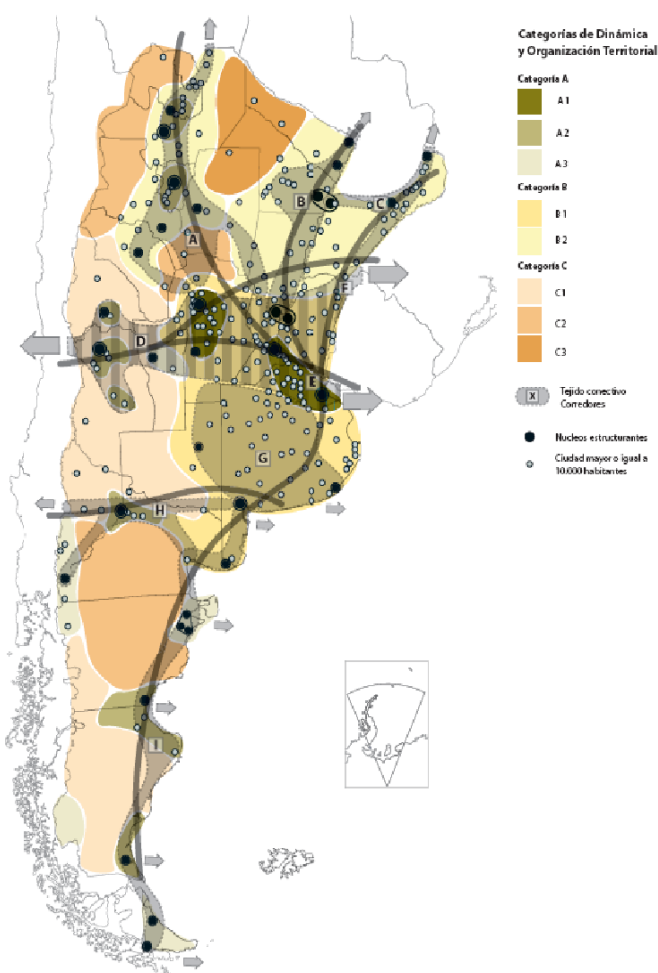 Categorías de Dinámica
y Organización Territorial
Categoría A
A 1
A 2
A 3
Categoría B
B 1
B 2
Categoría C
C1
C2
C3
X
Tejido conectivo
Corredores
Nucleos estructurantes
Ciudad mayor o igual a
10.000 habitantes
B
C
A
F
D
E
G
H
I